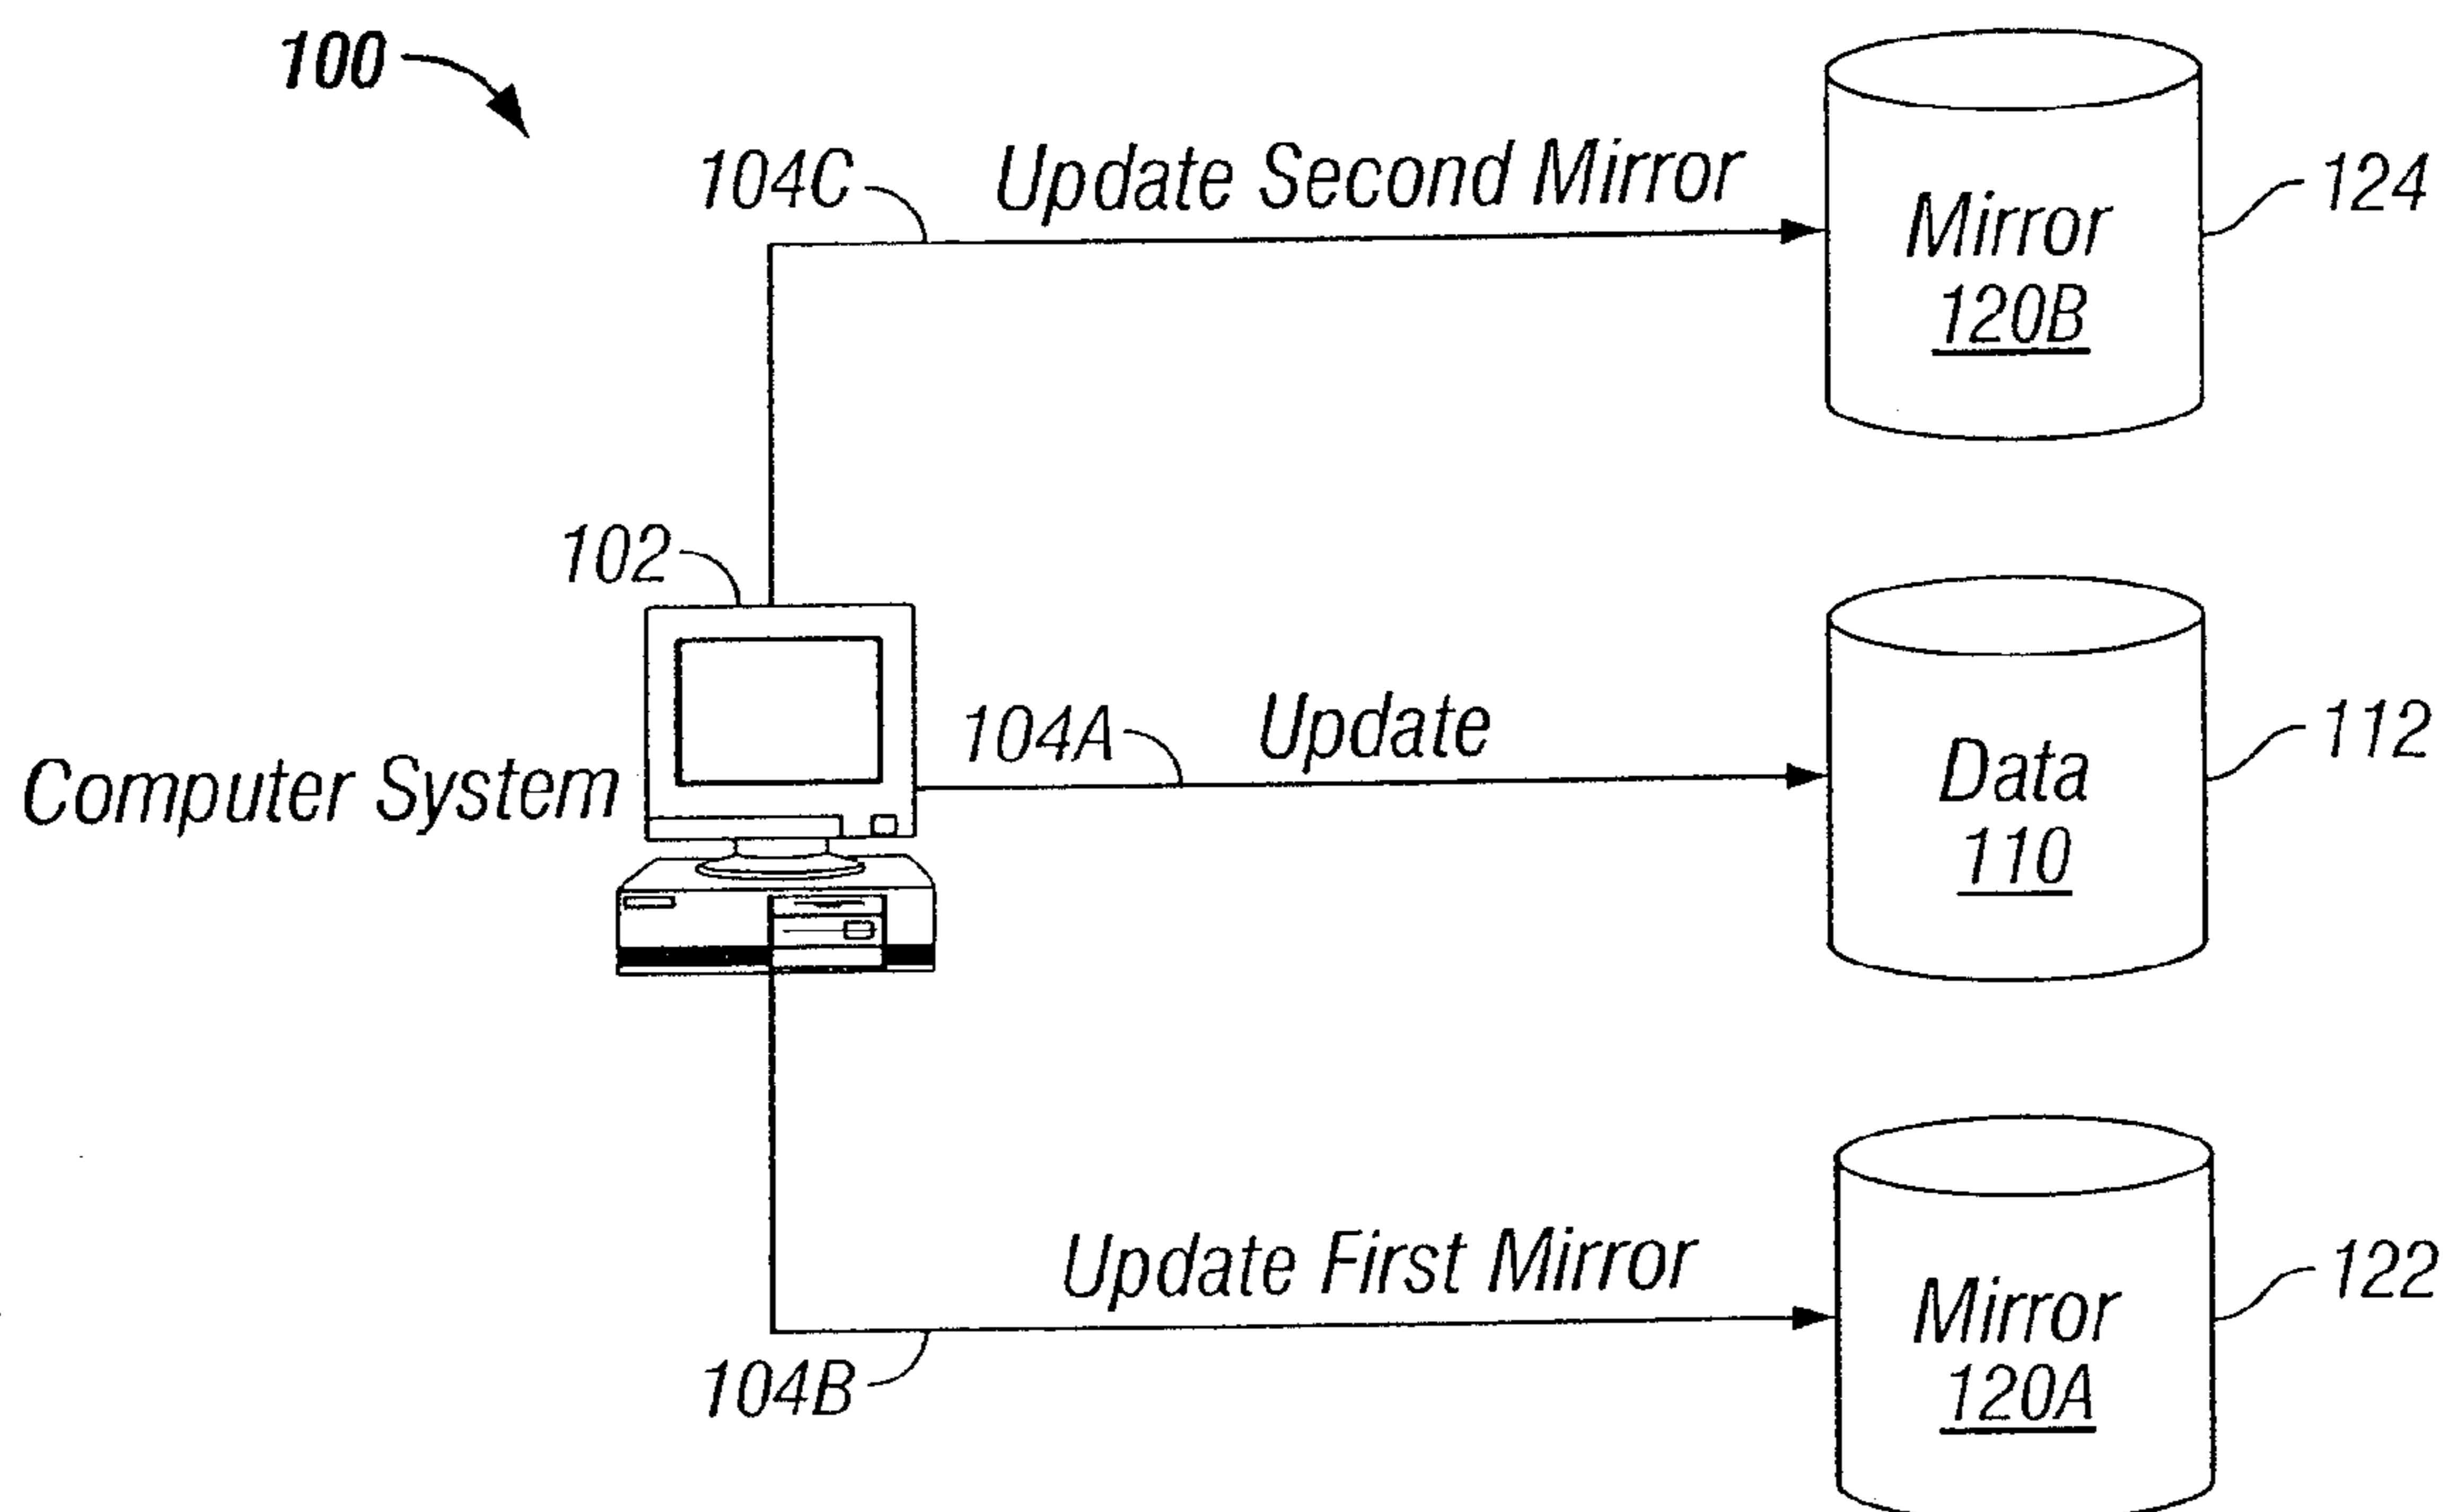 100
104C
Update Second Mirror
124
Mirror
120B
102
112
104A
Update
Data
110
Computer System
Update First Mirror
122
Mirror
120A
104B